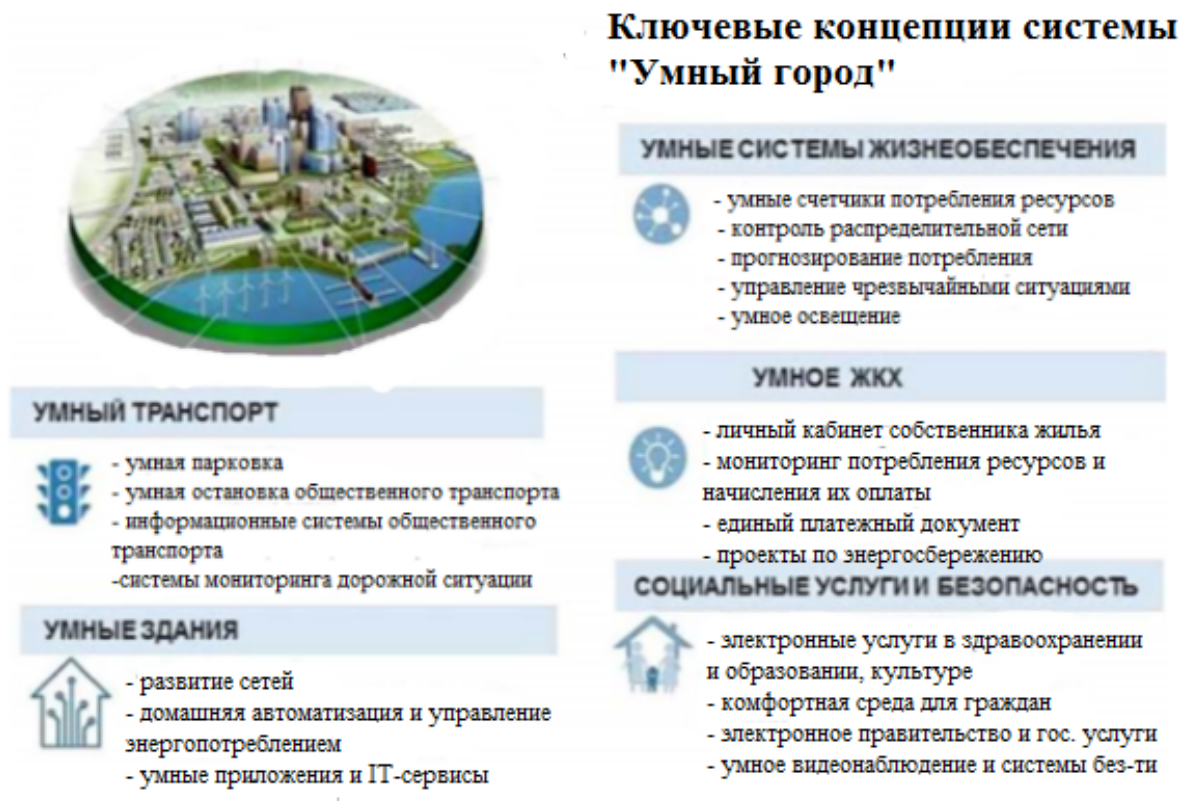 Ключевые концепции системы
"Умный город"
УМНЫЕ СИСТЕМЫ ЖИЗНЕОБЕСПЕЧЕНИЯ
- умные счетчики потребления ресурсов
- контроль распределительной сети
- прогнозирование потребления
- управление чрезвычайными ситуациями
- умное освещение
УМНОЕ ЖКХ
- личный кабинет собственника жилья
- мониторинг потребления ресурсов и
начисления их оплаты
- единый платежный документ
- проекты по энергосбережению
СОЦИАЛЬНЫЕ УСЛУГИ И БЕЗОПАСНОСТЬ
- электронные услуги в здравоохранении
и образовании, культуре
- комфортная среда для граждан
- электронное правительство и гос. услуги
- умное видеонаблюдение и системы без-ти
УМНЫЙ ТРАНСПОРТ
- умная парковка
- умная остановка общественного транспорта
- информационные системы общественного
транспорта
-системы мониторинга дорожной ситуации
УМНЫЕ ЗДАНИЯ
- развитие сетей
- домашняя автоматизация и управление
энергопотреблением
- умные приложения и IT-сервисы